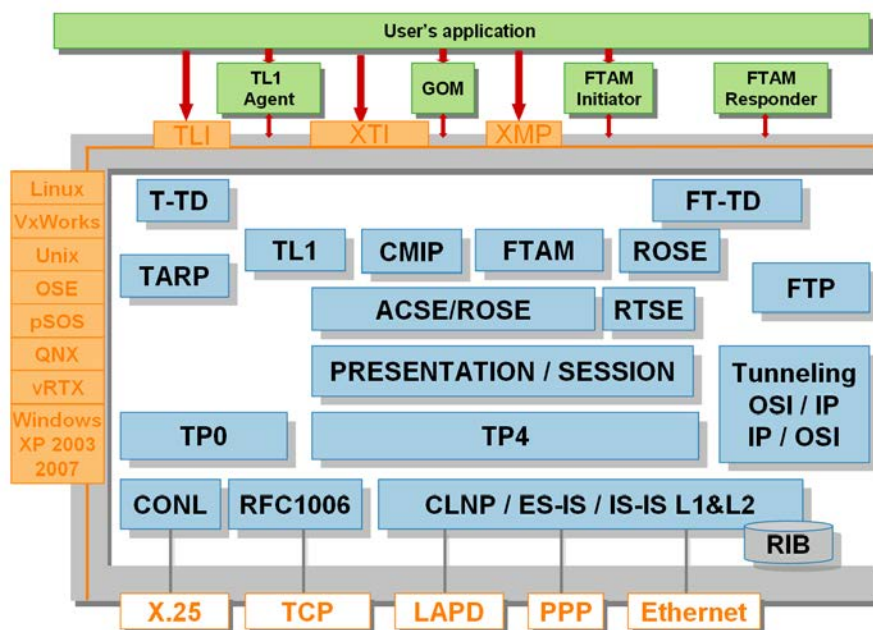 User's application
TL1
Agent
GOM
FTAM
Initiator
FTAM
Responder
TLI
XTI
XMP
Linux
VxWorks
Unix
OSE
pSOS
QNX
vRTX
Windows
XP 2003
2007
T-TD
FT-TD
TL1
CMIP
FTAM
ROSE
TARP
FTP
ACSE/ROSE
RTSE
PRESENTATION / SESSION
Tunneling
OSI / IP
IP / OSI
TP0
TP4
CONL
RFC1006
CLNP / ES-IS / IS-IS L1&L2
RIB
X.25
TCP
LAPD
PPP
Ethernet